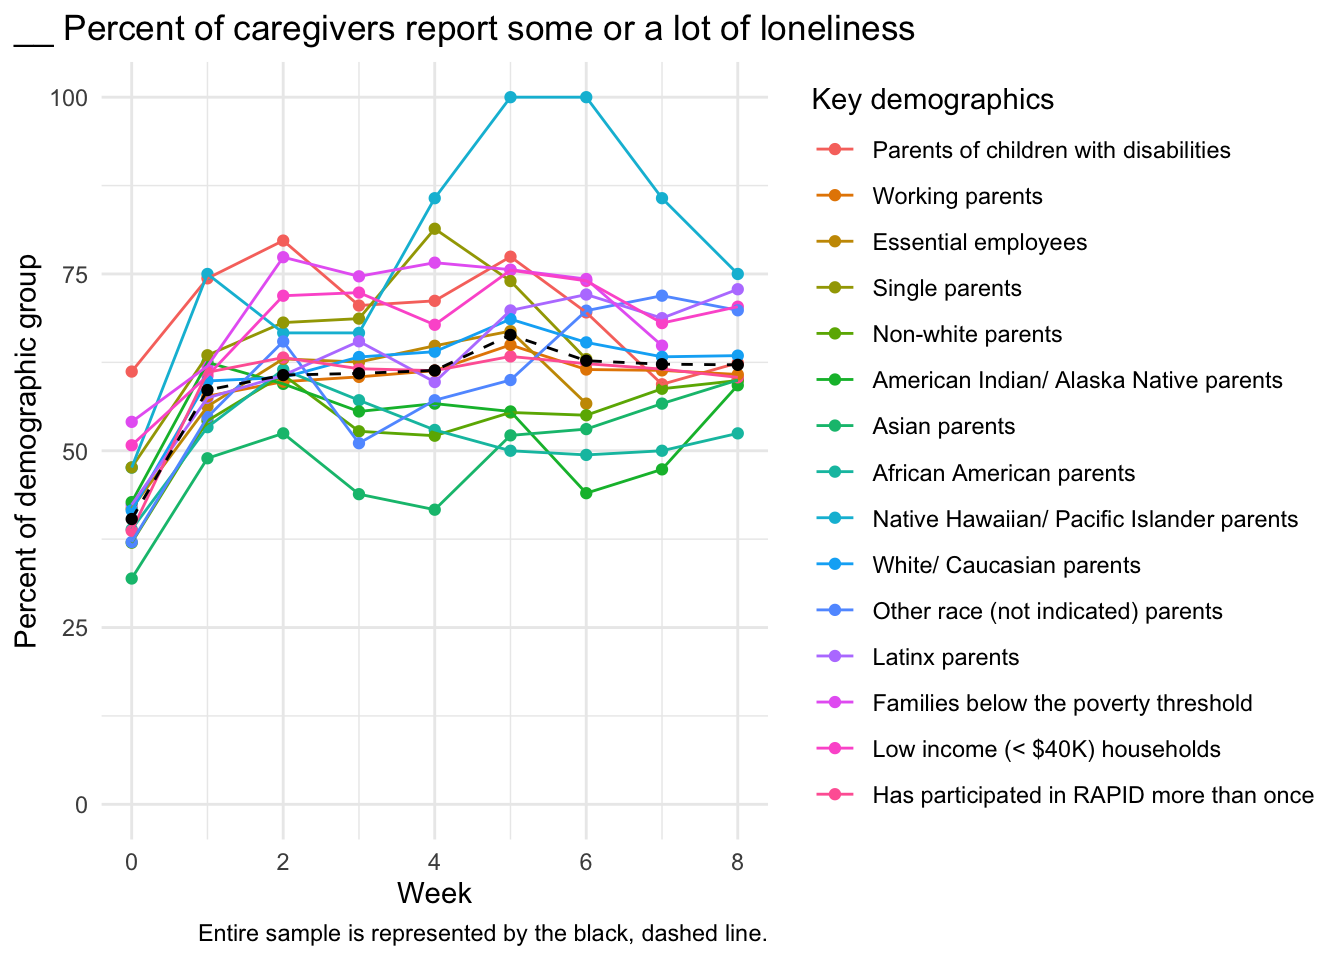 __ Percent of caregivers report some or a lot of loneliness
Percent of demographic group
100
75
50
25
0
0 2 4 6 8
Week
Entire sample is represented by the black, dashed line.
Key demographics
Parents of children with disabilities
Working parents
Essential employees
Single parents
Non-white parents
American Indian/ Alaska Native parents
Asian parents
African American parents
Native Hawaiian/ Pacific Islander parents
White/ Caucasian parents
Other race (not indicated) parents
Latinx parents
Families below the poverty threshold
Low income (< $40K) households
Has participated in RAPID more than once